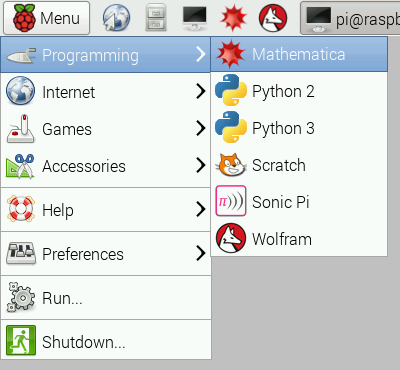 Menu
pi@raspb
Programming
Internet
Games
Accessories
Help
Preferences
Run...
Shutdown...
Mathematica
Python 2
Python 3
Scratch
Sonic Pi
Wolfram